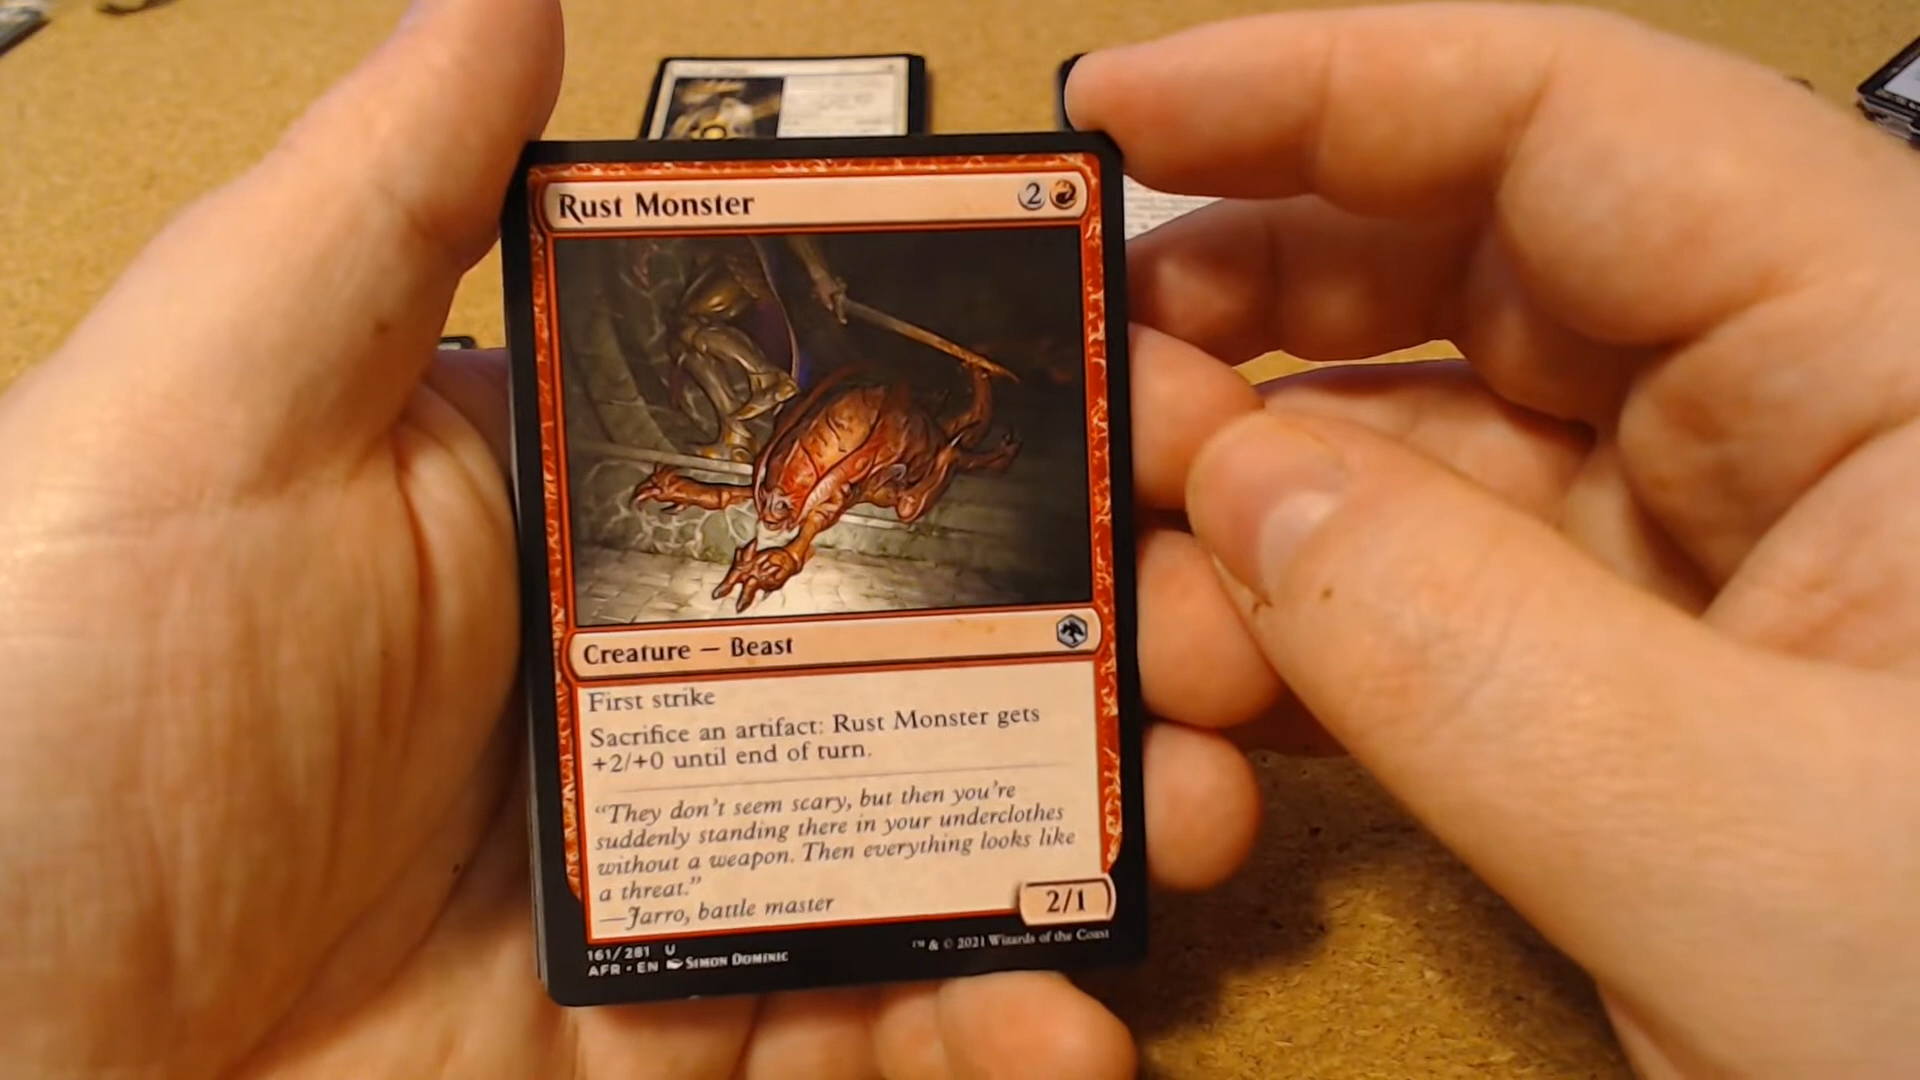 Rust Monster 2
Creature — Beast
First strike
Sacrifice an artifact: Rust Monster gets
+2/+0 until end of turn.
“They don’t seem scary, but then you’re
suddenly standing there in your underclothes
without a weapon. Then everything looks like
a threat.”
—Jarro, battle master
2/1
161/281 U
AFR • EN SIMON DOMINIC
™ & © 2021 Wizards of the Coast